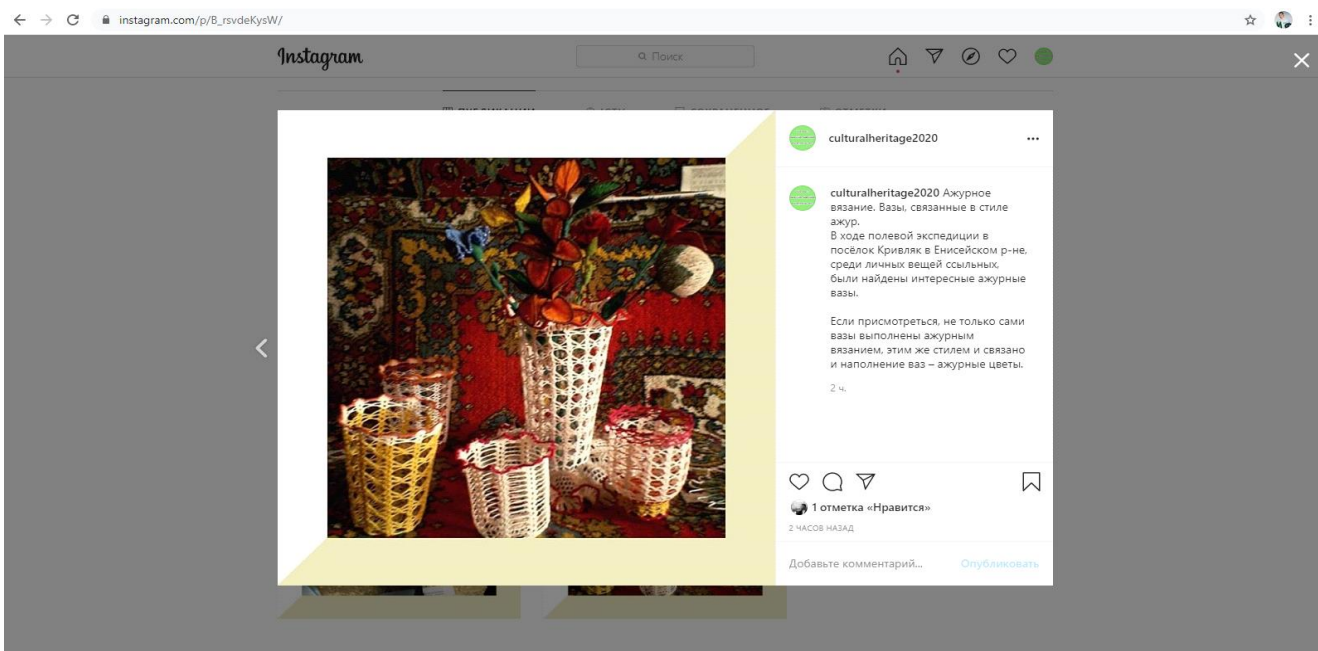 instagram.com/p/B_rsvdeKysW/
Instagram
Поиск
culturalheritage2020
culturalheritage2020 Ажурное
вязание. Вазы, связанные в стиле
ажур.
В ходе полевой экспедиции в
посёлок Кривляк в Енисейском р-не,
среди личных вещей ссыльных,
были найдены интересные ажурные
вазы.
Если присмотреться, не только сами
вазы выполнены ажурным
вязанием, этим же стилем и связано
и наполнение ваз – ажурные цветы.
2 ч.
1 отметка «Нравится»
2 ЧАСОВ НАЗАД
Добавьте комментарий...
Опубликовать